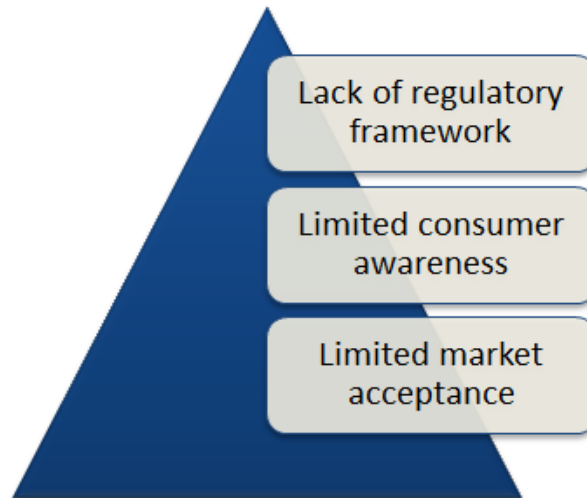 Lack of regulatory
framework
Limited consumer
awareness
Limited market
acceptance